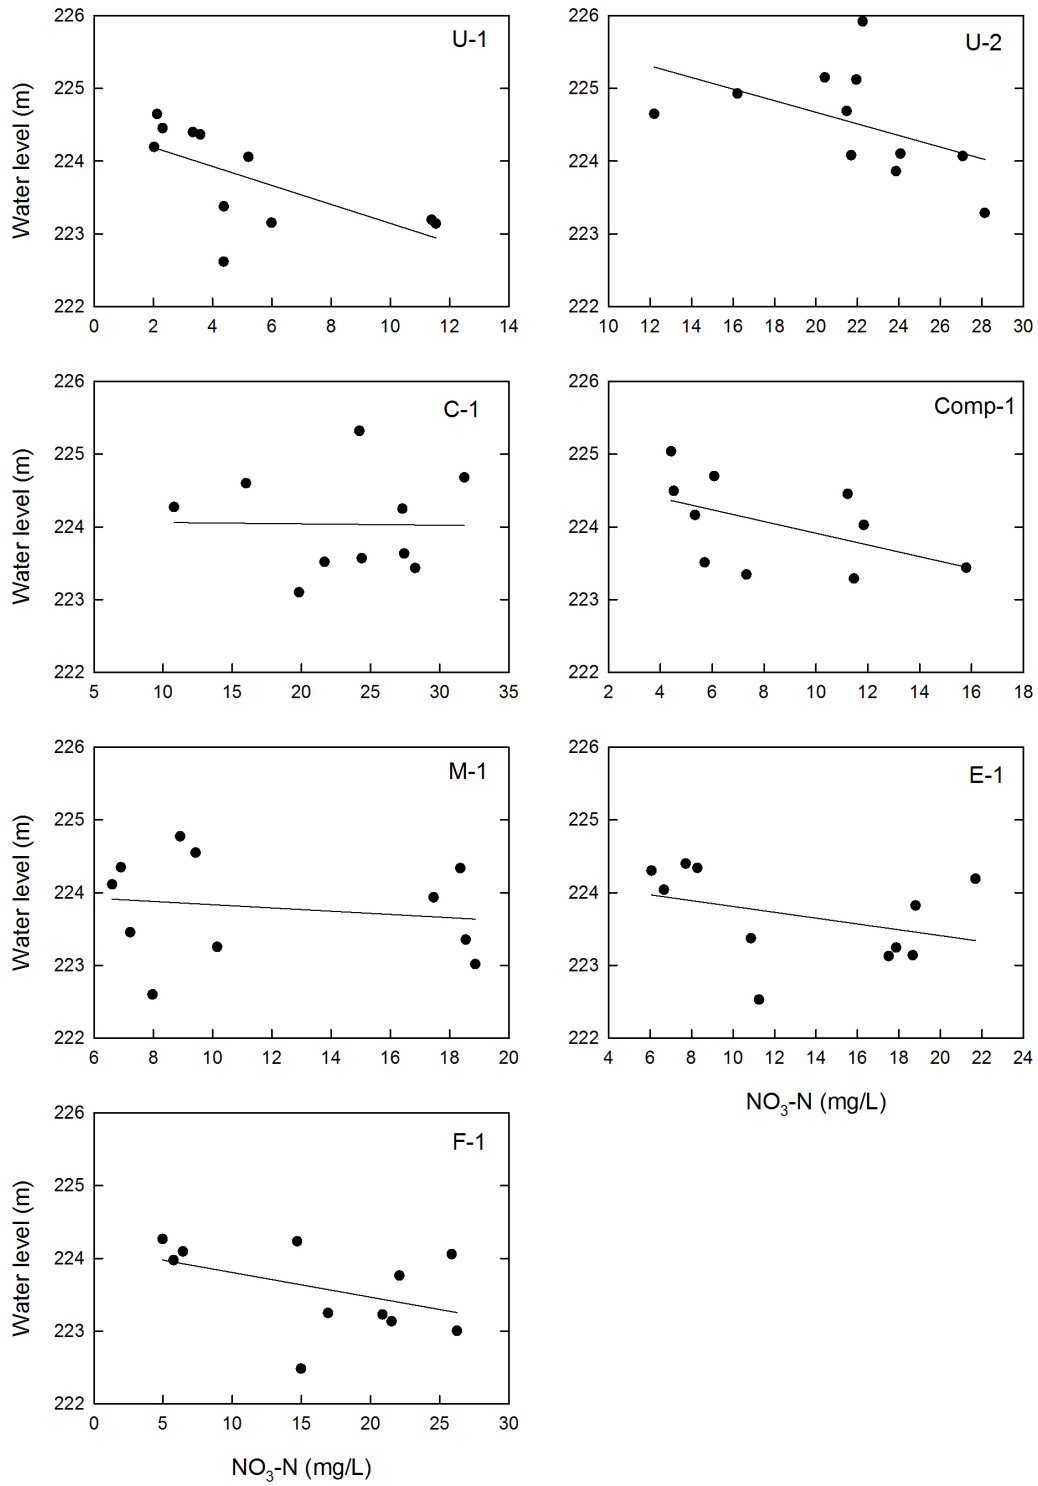 226
225
224
223
222
Water level (m)
U-1
0 2 4 6 8 10 12 14
226
225
224
223
222
U-2
10 12 14 16 18 20 22 24 26 28 30
226
225
224
223
222
Water level (m)
C-1
5 10 15 20 25 30 35
226
225
224
223
222
Comp-1
2 4 6 8 10 12 14 16 18
226
225
224
223
222
Water level (m)
M-1
6 8 10 12 14 16 18 20
226
225
224
223
222
E-1
4 6 8 10 12 14 16 18 20 22 24
NO₃-N (mg/L)
226
225
224
223
222
Water level (m)
F-1
0 5 10 15 20 25 30
NO₃-N (mg/L)